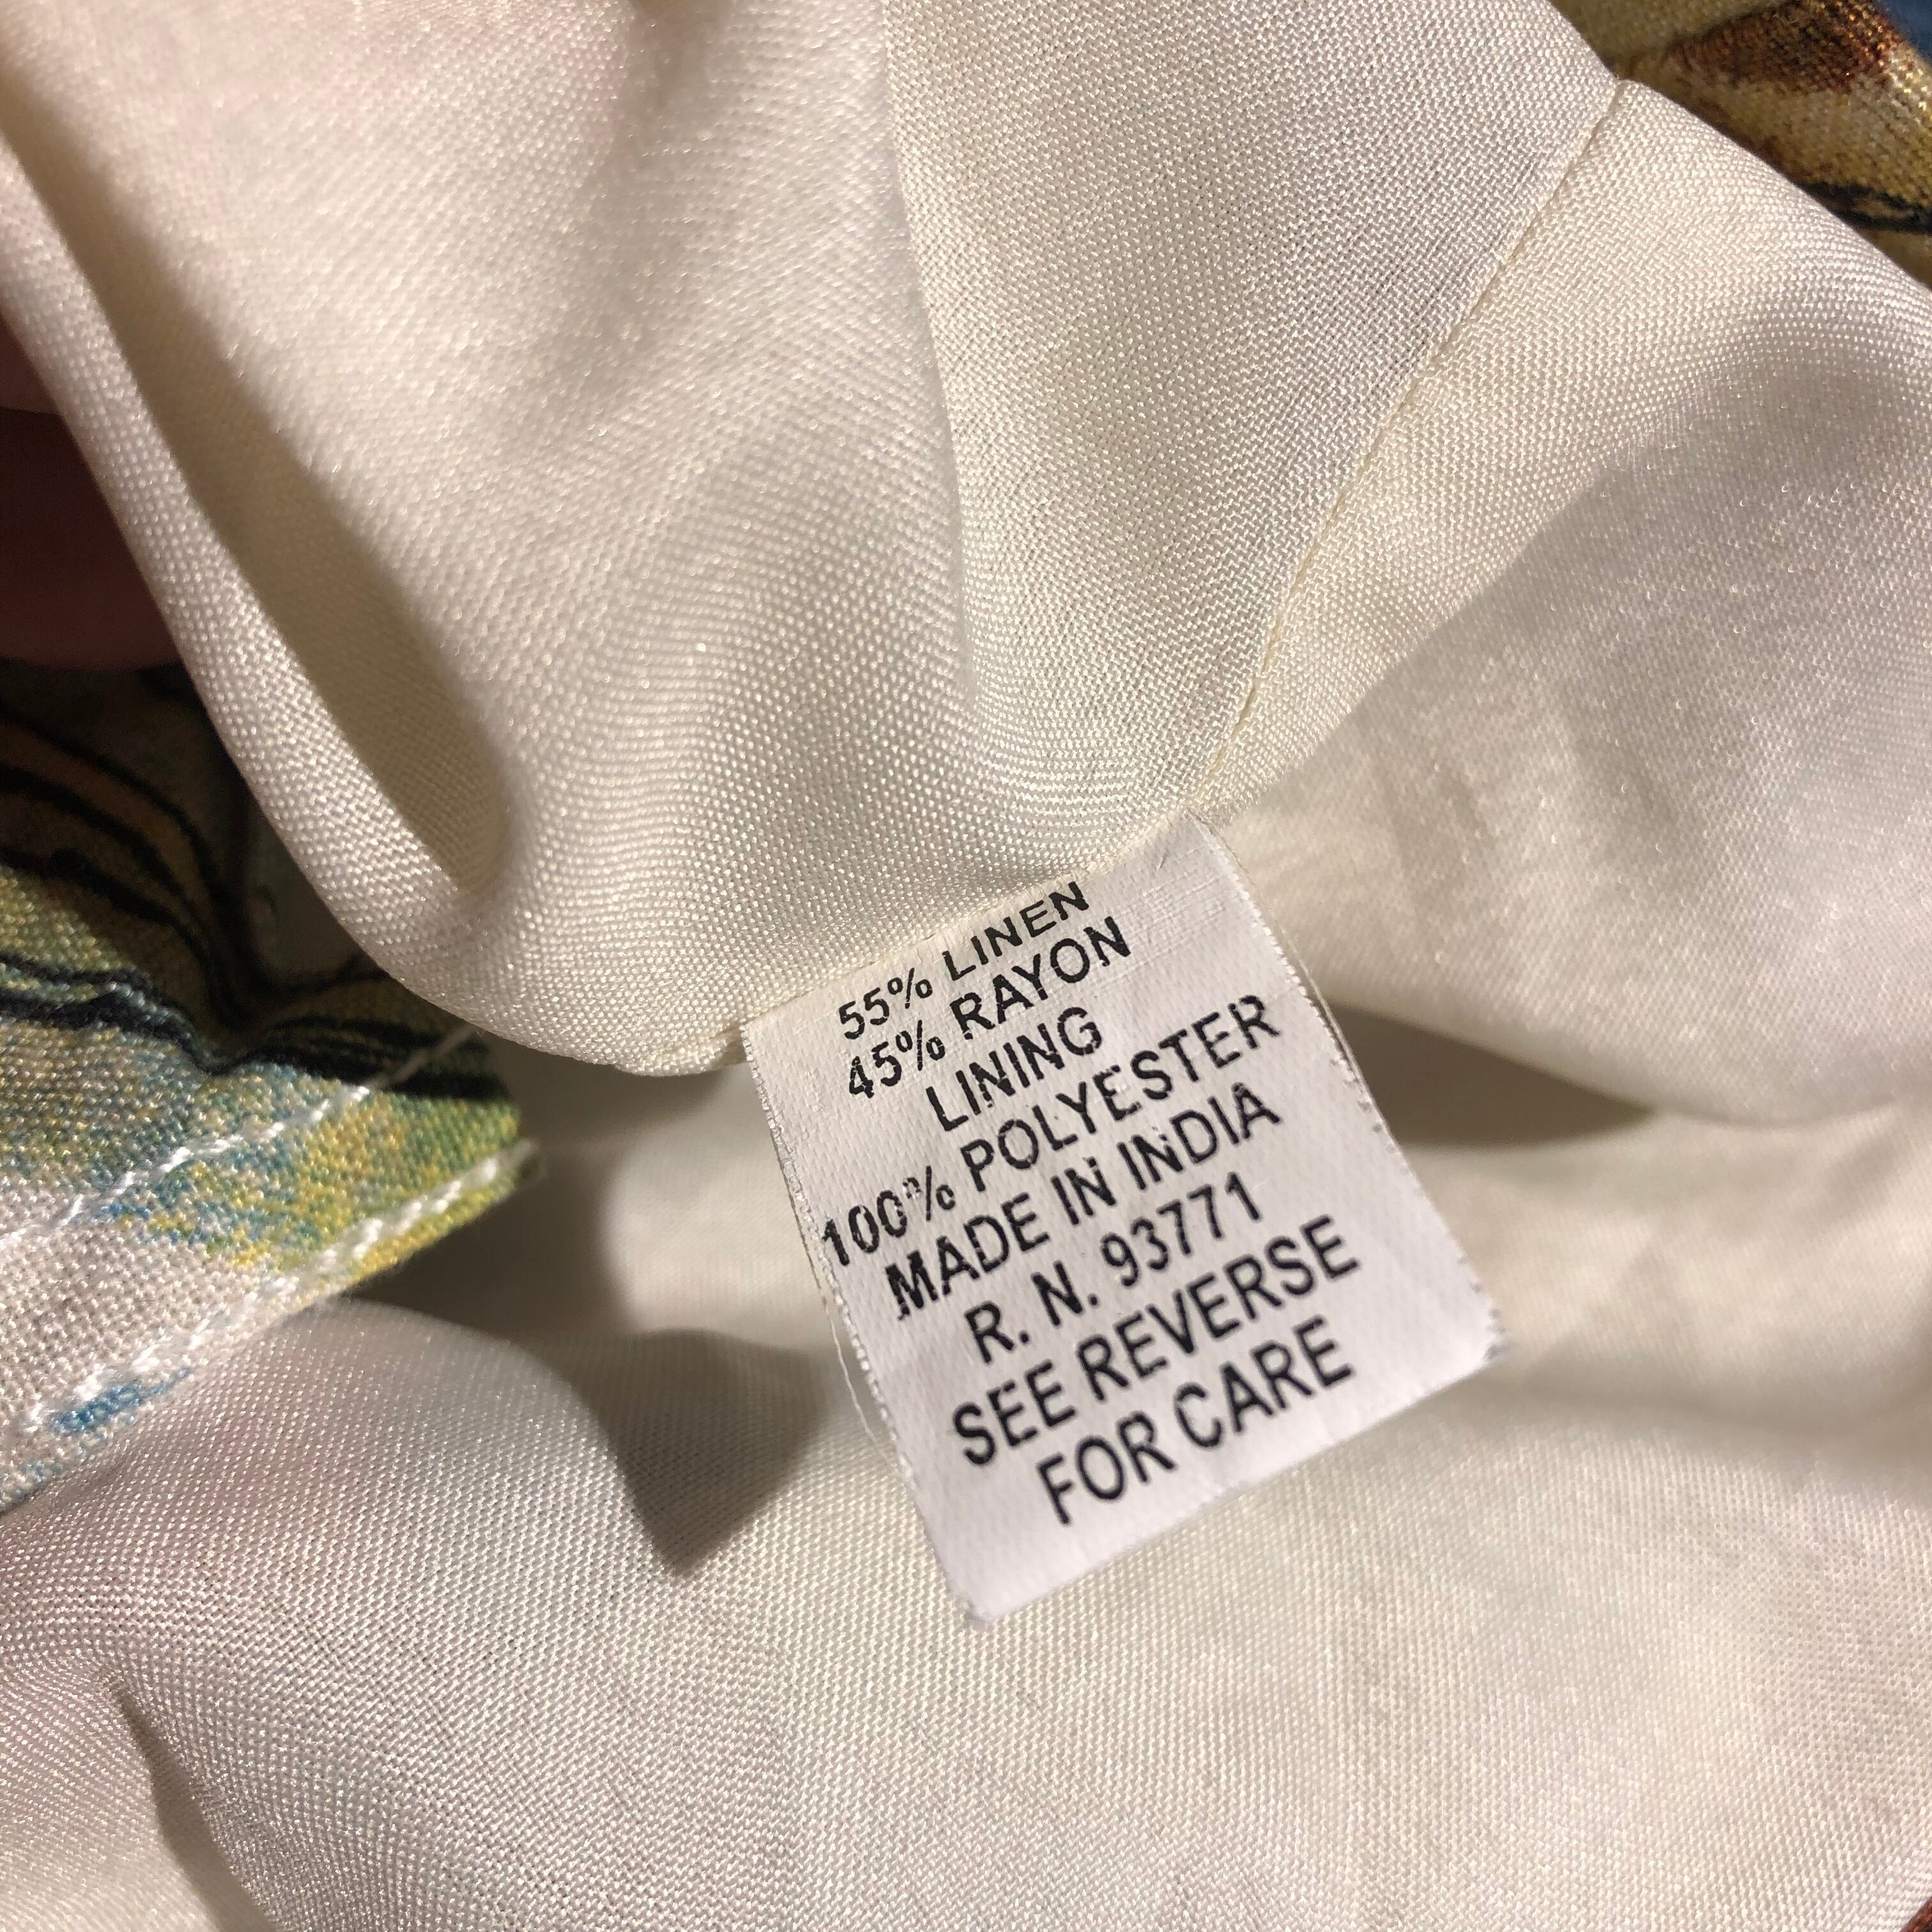 55% LINEN
45% RAYON
LINING
100% POLYESTER
MADE IN INDIA
R. N. 93771
SEE REVERSE
FOR CARE